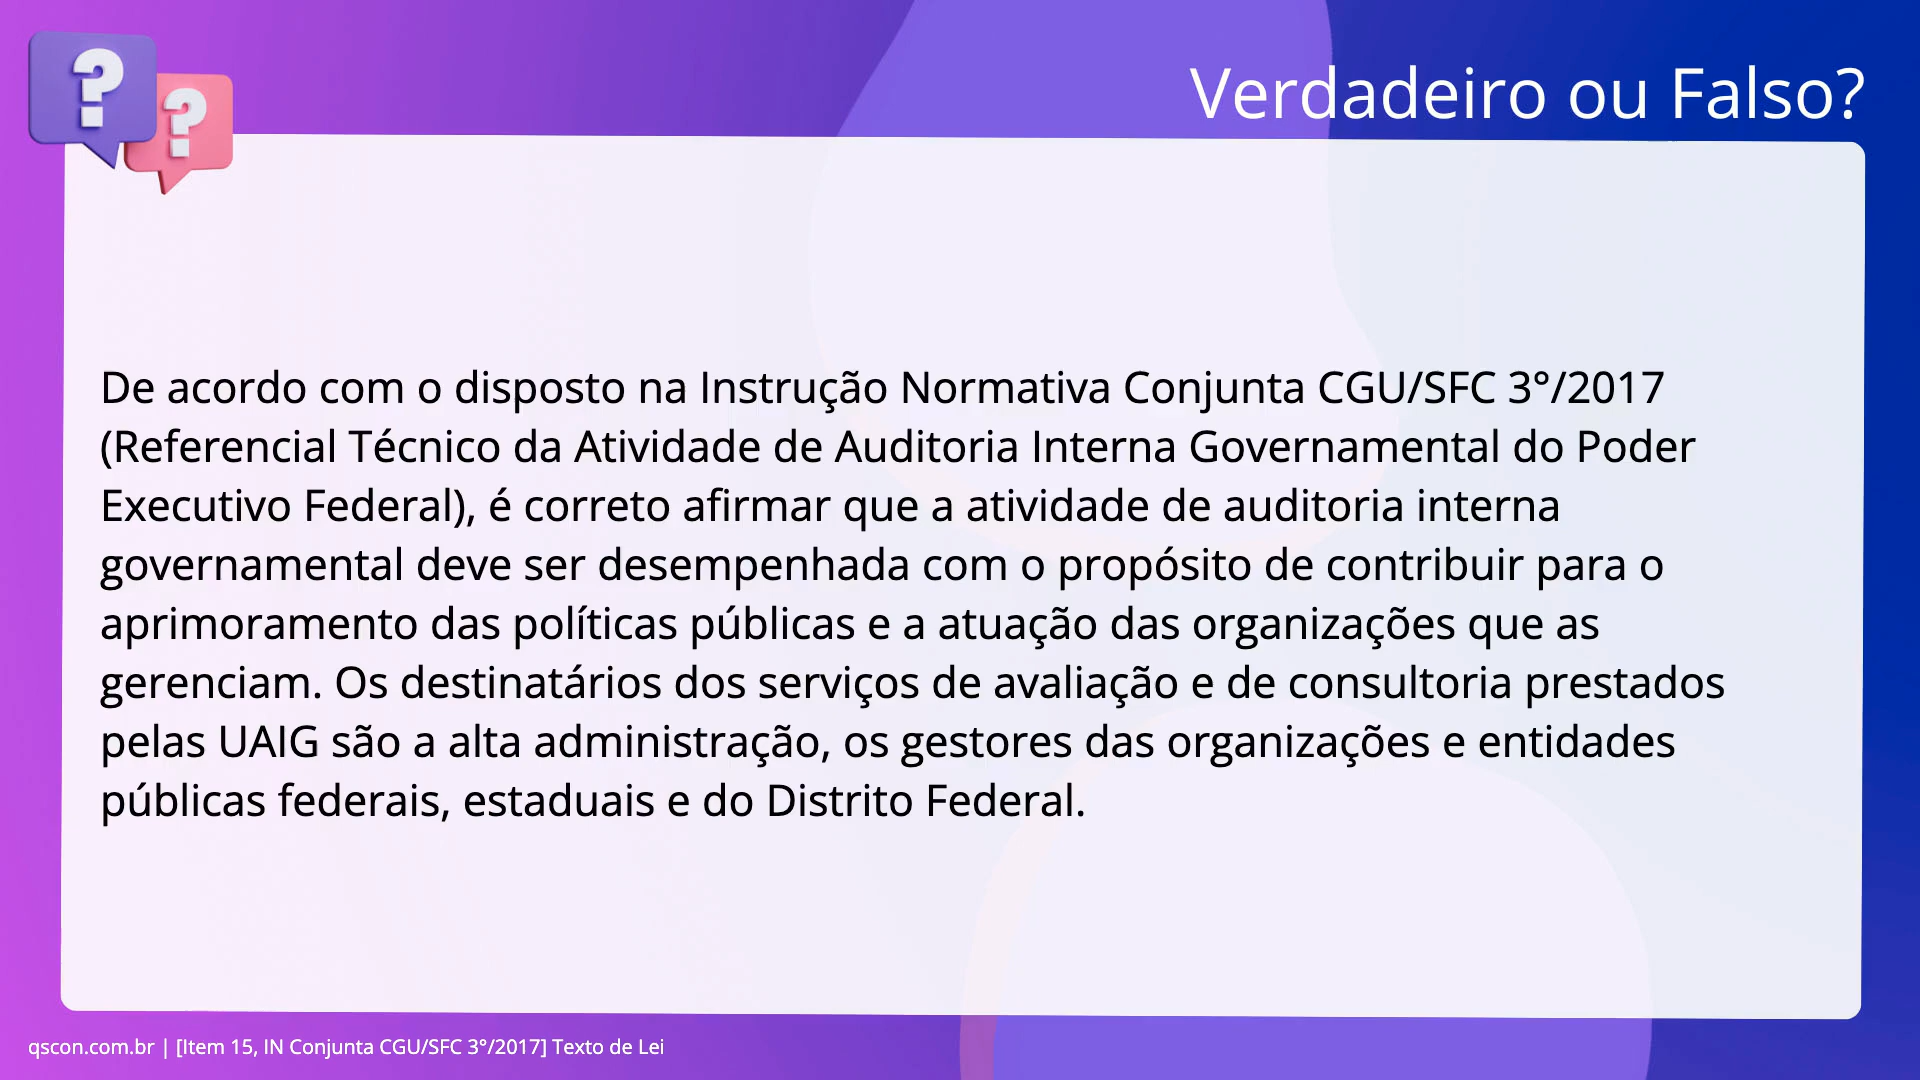 ? ?
Verdadeiro ou Falso?
De acordo com o disposto na Instrução Normativa Conjunta CGU/SFC 3°/2017
(Referencial Técnico da Atividade de Auditoria Interna Governamental do Poder
Executivo Federal), é correto afirmar que a atividade de auditoria interna
governamental deve ser desempenhada com o propósito de contribuir para o
aprimoramento das políticas públicas e a atuação das organizações que as
gerenciam. Os destinatários dos serviços de avaliação e de consultoria prestados
pelas UAIG são a alta administração, os gestores das organizações e entidades
públicas federais, estaduais e do Distrito Federal.
qscon.com.br | [Item 15, IN Conjunta CGU/SFC 3°/2017] Texto de Lei